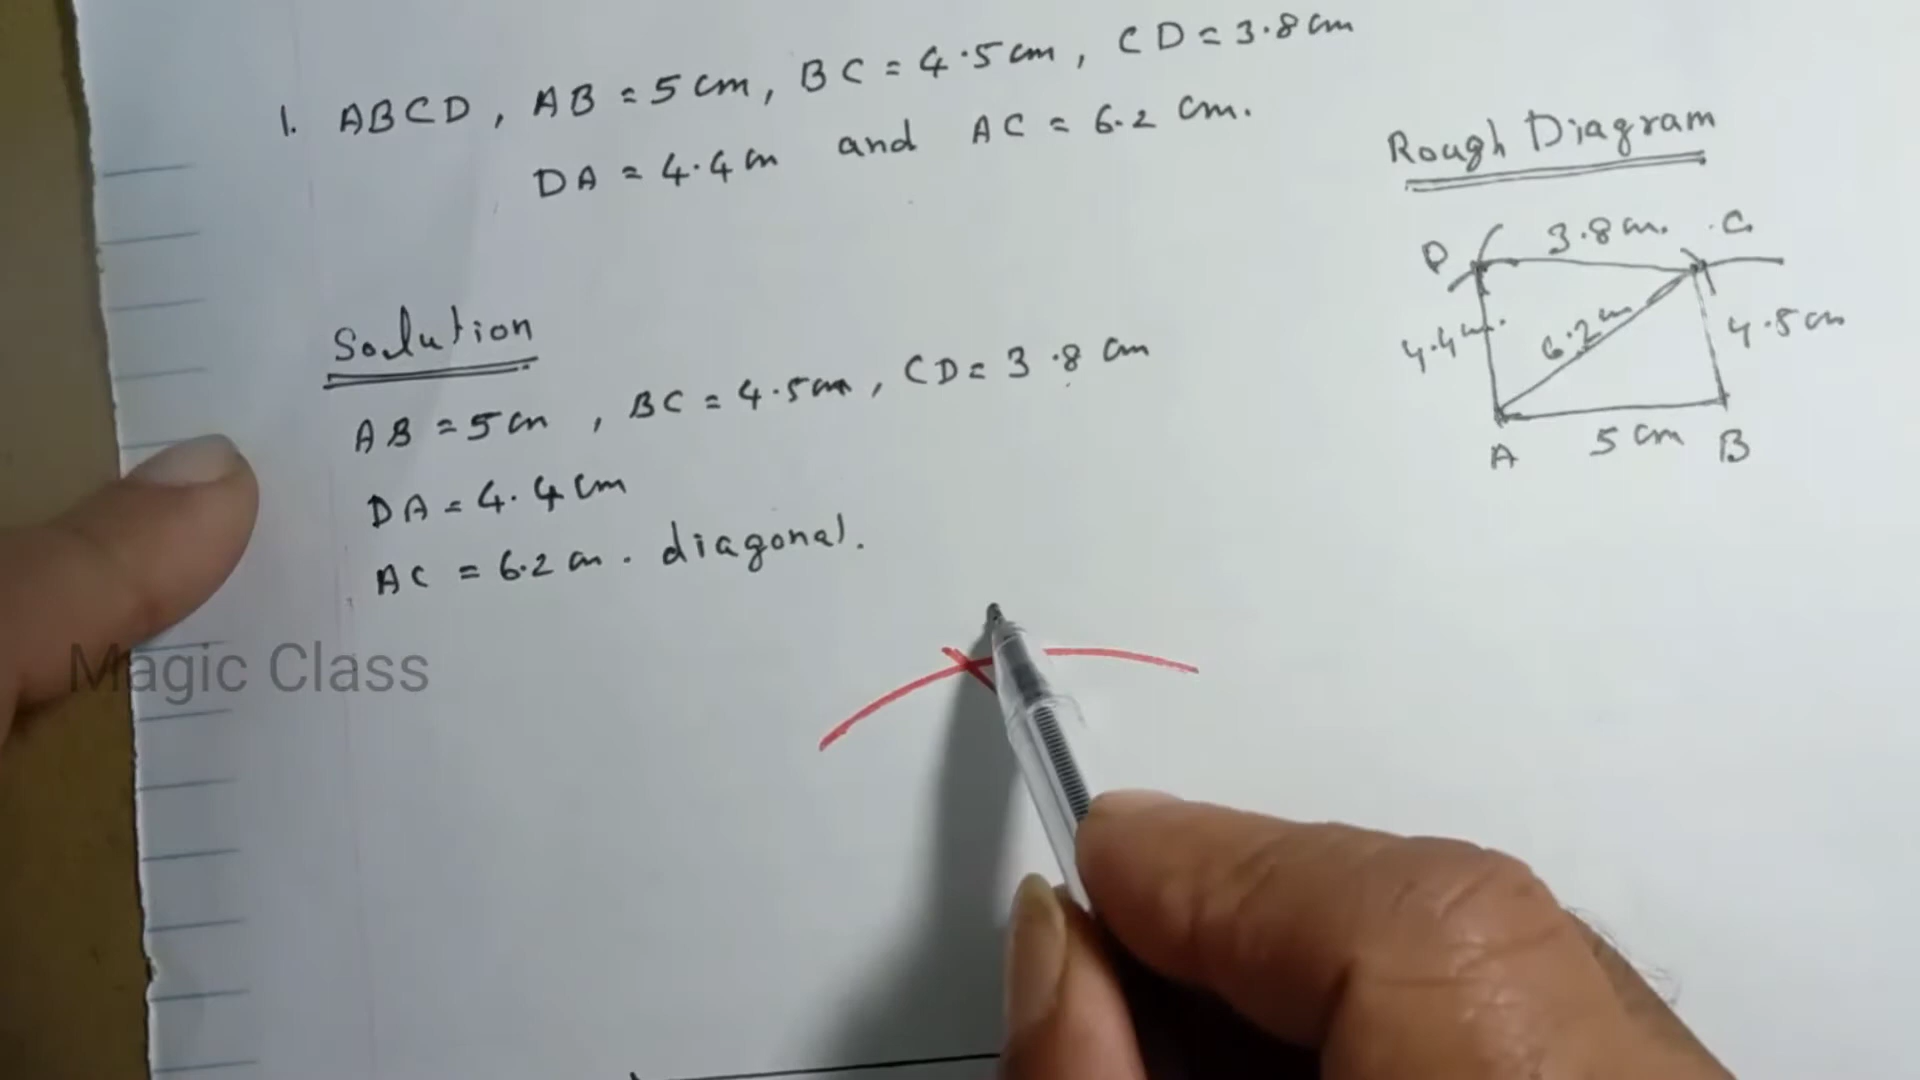 1. ABCD, AB = 5 cm, BC = 4.5 cm, CD = 3.8 cm
DA = 4.4 cm and AC = 6.2 cm.
Rough Diagram
D 3.8 cm. C
4.4 cm. 6.2 cm 4.5 cm
A 5 cm B
Solution
AB = 5 cm, BC = 4.5 cm, CD = 3.8 cm
DA = 4.4 cm
AC = 6.2 cm. diagonal.
Magic Class